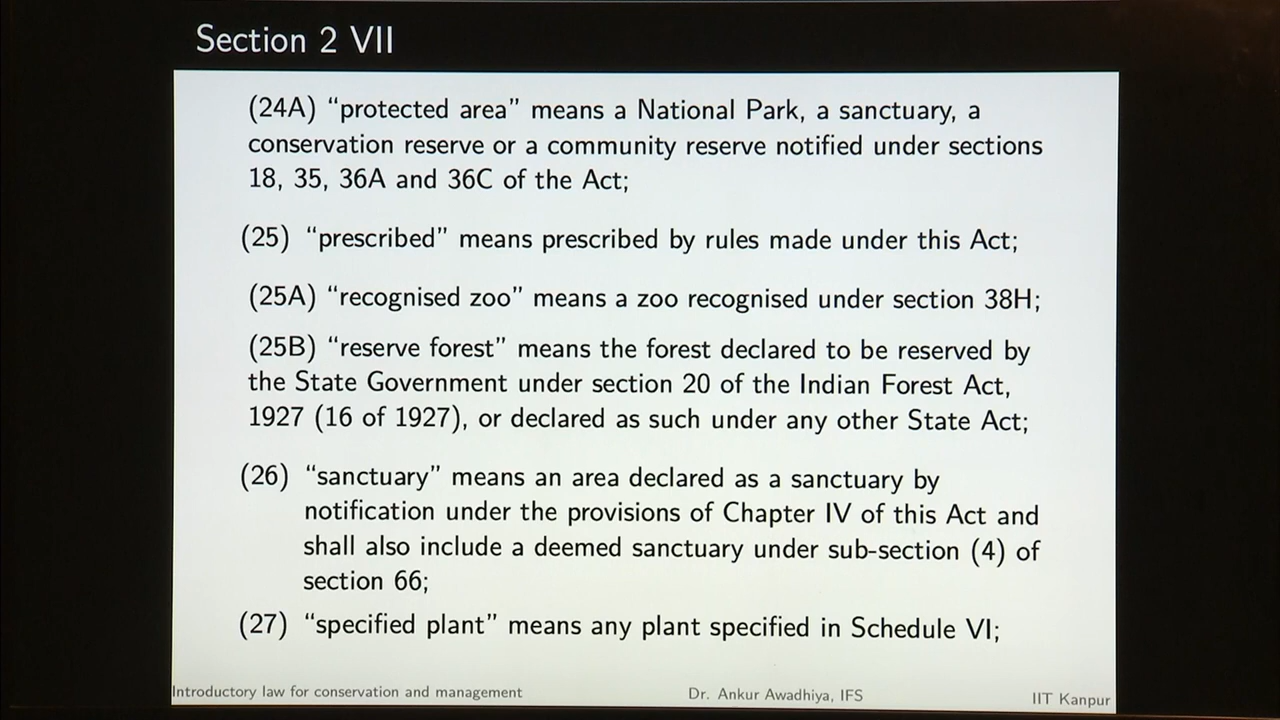 Section 2 VII
(24A) “protected area” means a National Park, a sanctuary, a
conservation reserve or a community reserve notified under sections
18, 35, 36A and 36C of the Act;
(25) “prescribed” means prescribed by rules made under this Act;
(25A) “recognised zoo” means a zoo recognised under section 38H;
(25B) “reserve forest” means the forest declared to be reserved by
the State Government under section 20 of the Indian Forest Act,
1927 (16 of 1927), or declared as such under any other State Act;
(26) “sanctuary” means an area declared as a sanctuary by
notification under the provisions of Chapter IV of this Act and
shall also include a deemed sanctuary under sub-section (4) of
section 66;
(27) “specified plant” means any plant specified in Schedule VI;
Introductory law for conservation and management Dr. Ankur Awadhiya, IFS IIT Kanpur